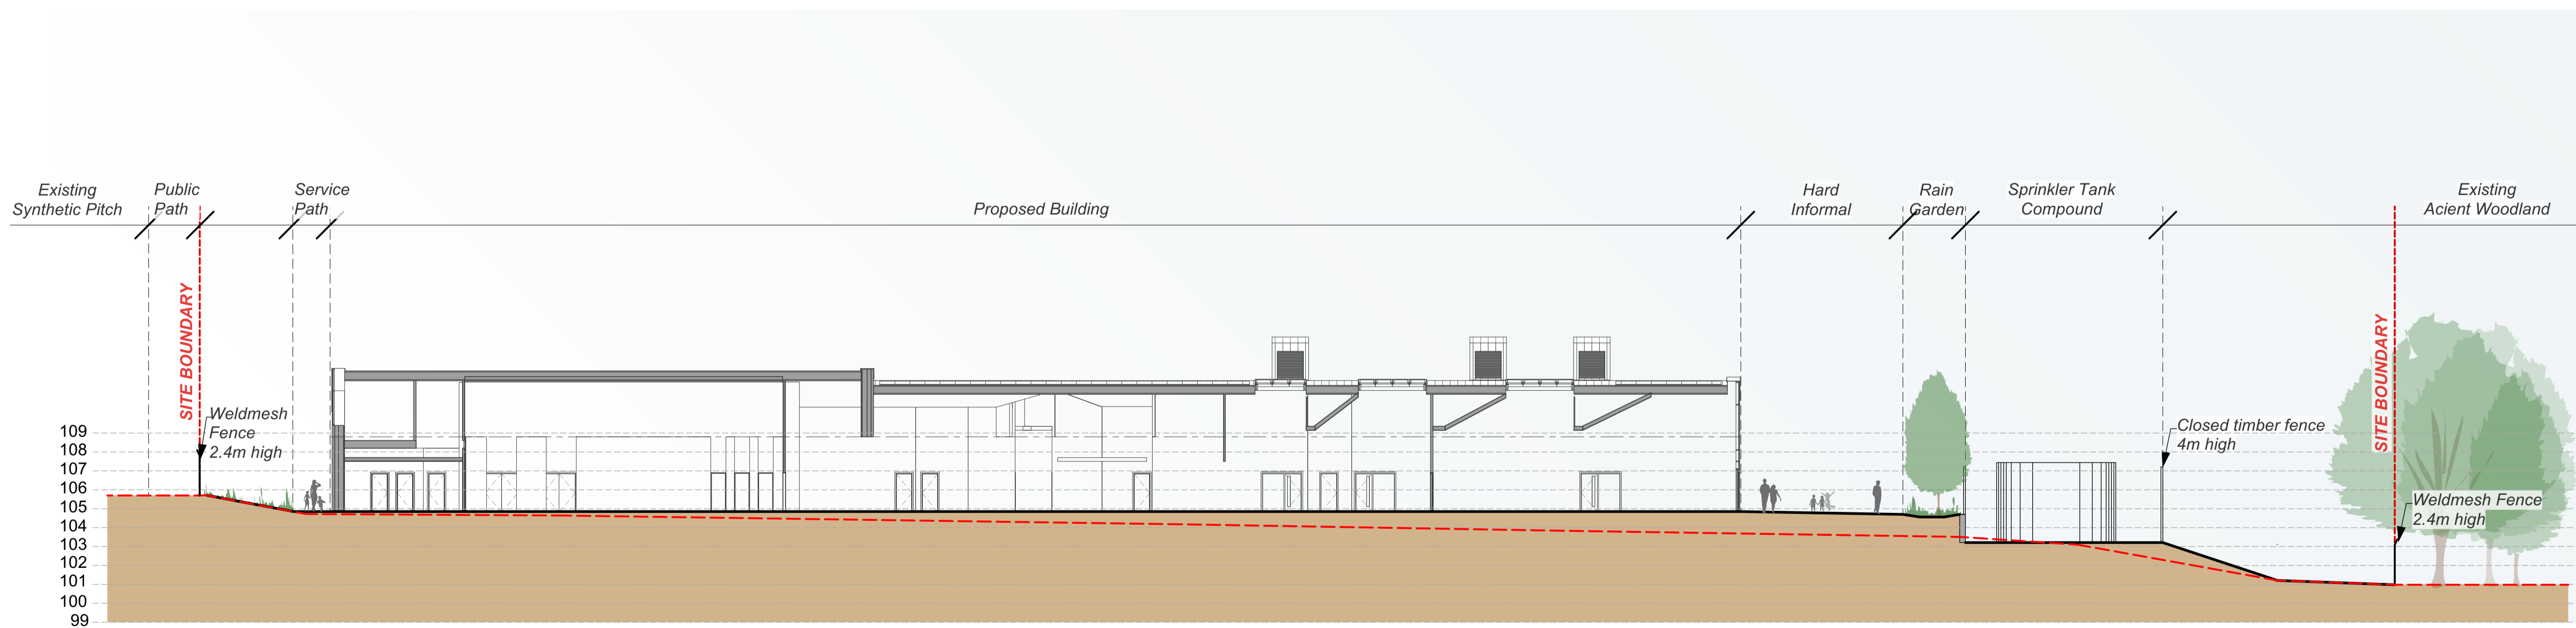 Existing
Synthetic Pitch
Public
Path
Service
Path
Proposed Building
Hard
Informal
Rain
Garden
Sprinkler Tank
Compound
Existing
Acient Woodland
SITE BOUNDARY
Weldmesh
Fence
2.4m high
SITE BOUNDARY
Closed timber fence
4m high
Weldmesh Fence
2.4m high
109
108
107
106
105
104
103
102
101
100
99